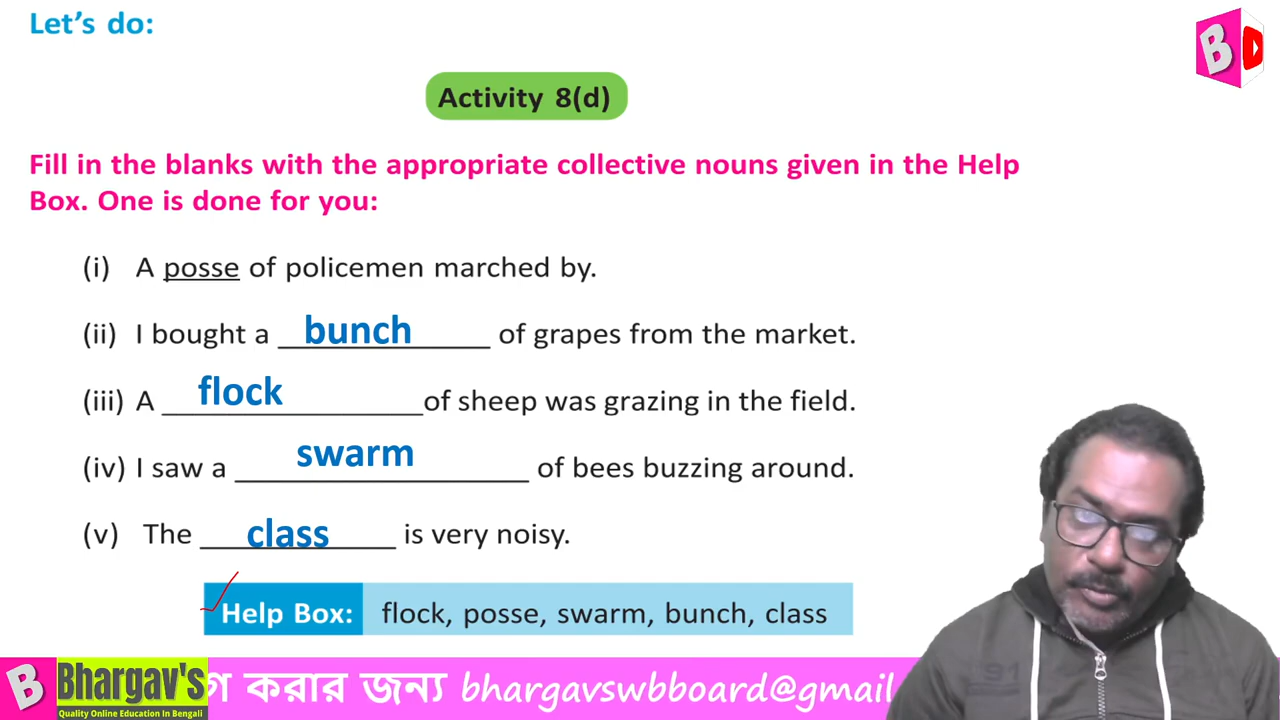 Let's do:
BD
Activity 8(d)
Fill in the blanks with the appropriate collective nouns given in the Help
Box. One is done for you:
(i) A posse of policemen marched by.
(ii) I bought a bunch of grapes from the market.
(iii) A flock of sheep was grazing in the field.
(iv) I saw a swarm of bees buzzing around.
(v) The class is very noisy.
Help Box: flock, posse, swarm, bunch, class
B Bhargav's
Quality Online Education In Bengali
করার জন্য bhargavswbboard@gmail